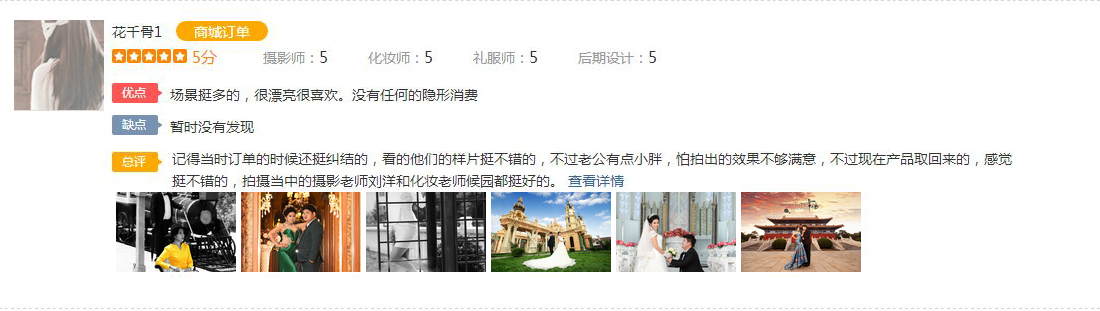 花千骨1 商城订单
5分 摄影师：5 化妆师：5 礼服师：5 后期设计：5
优点 场景挺多的，很漂亮很喜欢。没有任何的隐形消费
缺点 暂时没有发现
总评 记得当时订单的时候还挺纠结的，看的他们的样片挺不错的，不过老公有点小胖，怕拍出的效果不够满意，不过现在产品取回来的，感觉
挺不错的，拍摄当中的摄影老师刘洋和化妆老师候园都挺好的。 查看详情